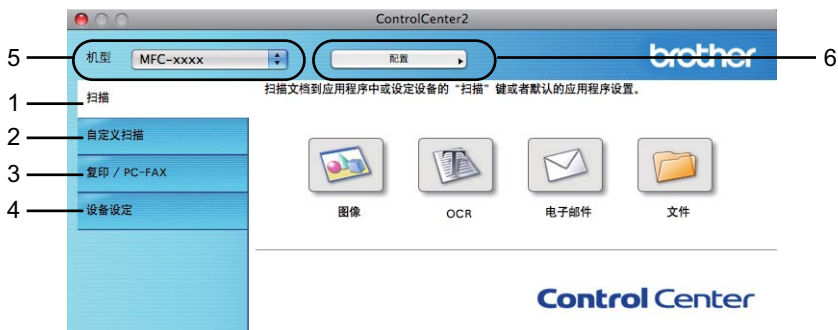 ControlCenter2
5
机型
MFC-xxxx
配置
6
brother
1
扫描
扫描文档到应用程序中或设定设备的“扫描”键或者默认的应用程序设置。
2
自定义扫描
3
复印 / PC-FAX
4
设备设定
图像
OCR
电子邮件
文件
Control Center